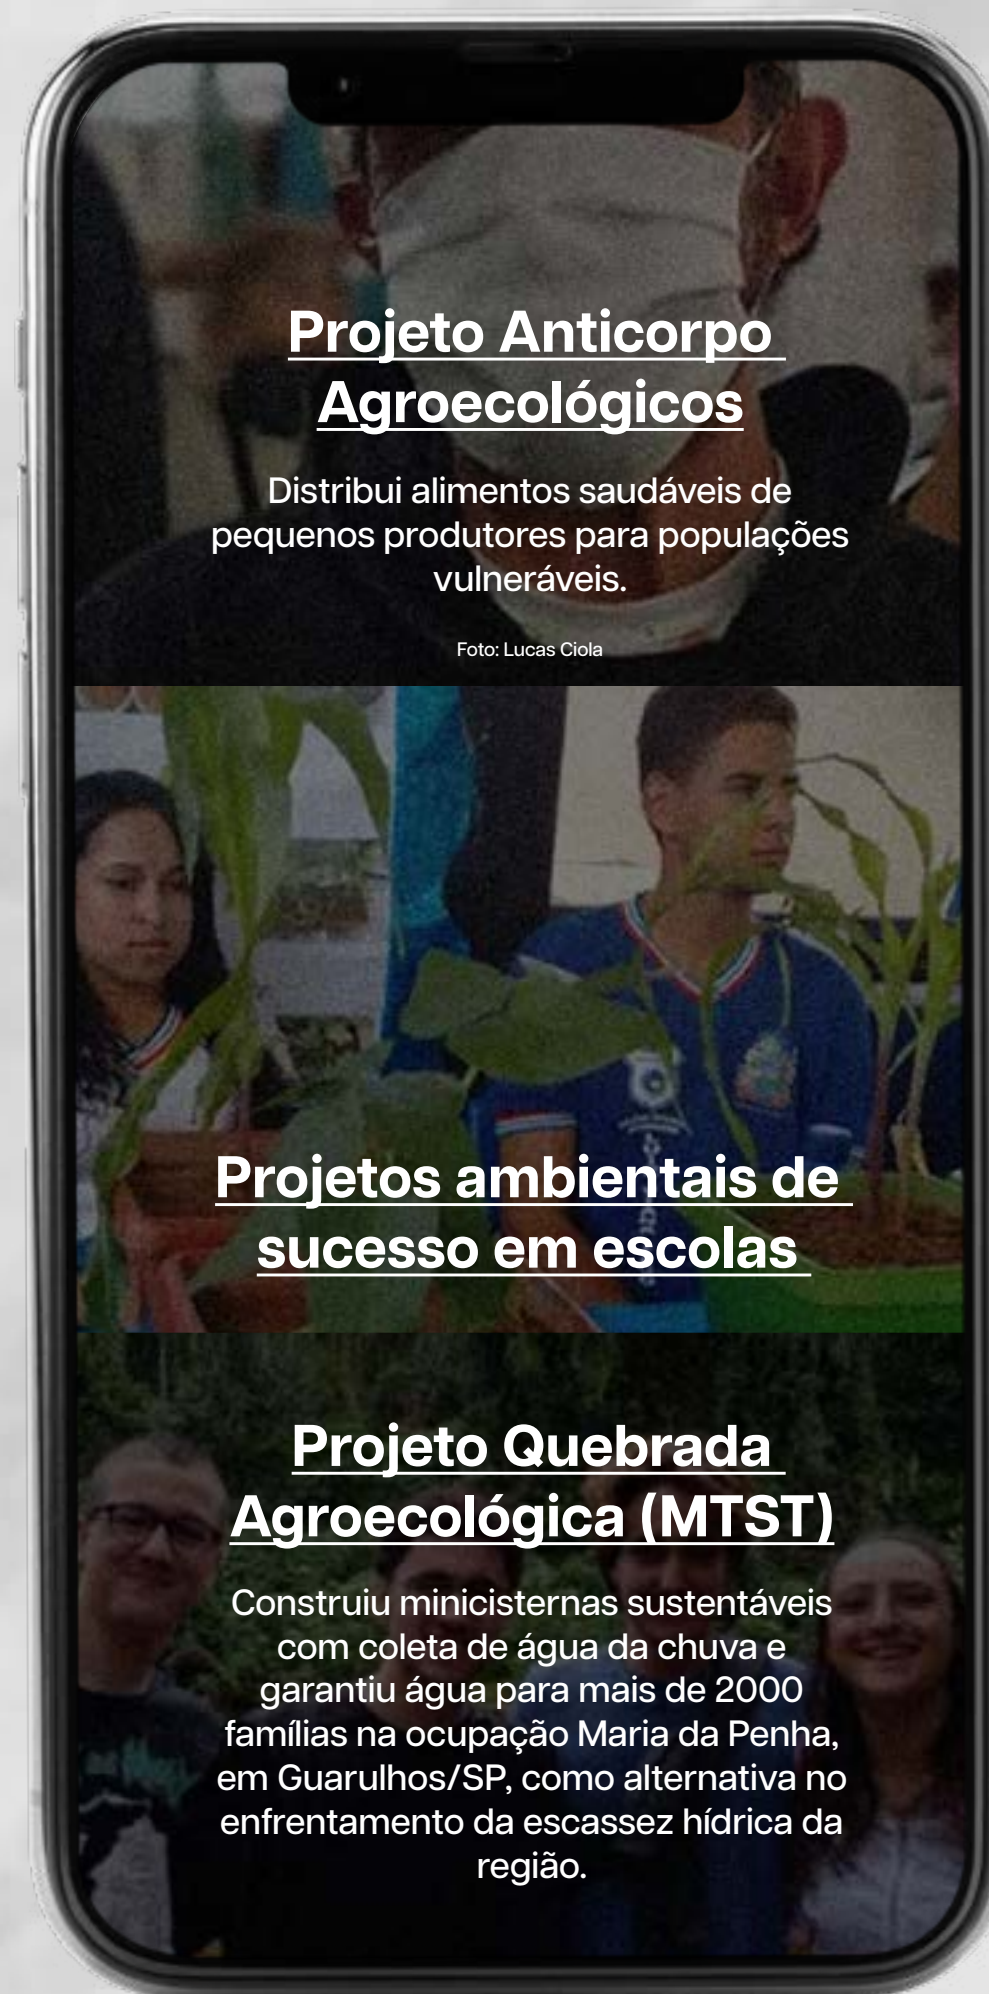 Projeto Anticorpo
Agroecológicos
Distribui alimentos saudáveis de
pequenos produtores para populações
vulneráveis.
Foto: Lucas Ciola
Projetos ambientais de
sucesso em escolas
Projeto Quebrada
Agroecológica (MTST)
Construiu minicisternas sustentáveis
com coleta de água da chuva e
garantiu água para mais de 2000
famílias na ocupação Maria da Penha,
em Guarulhos/SP, como alternativa no
enfrentamento da escassez hídrica da
região.